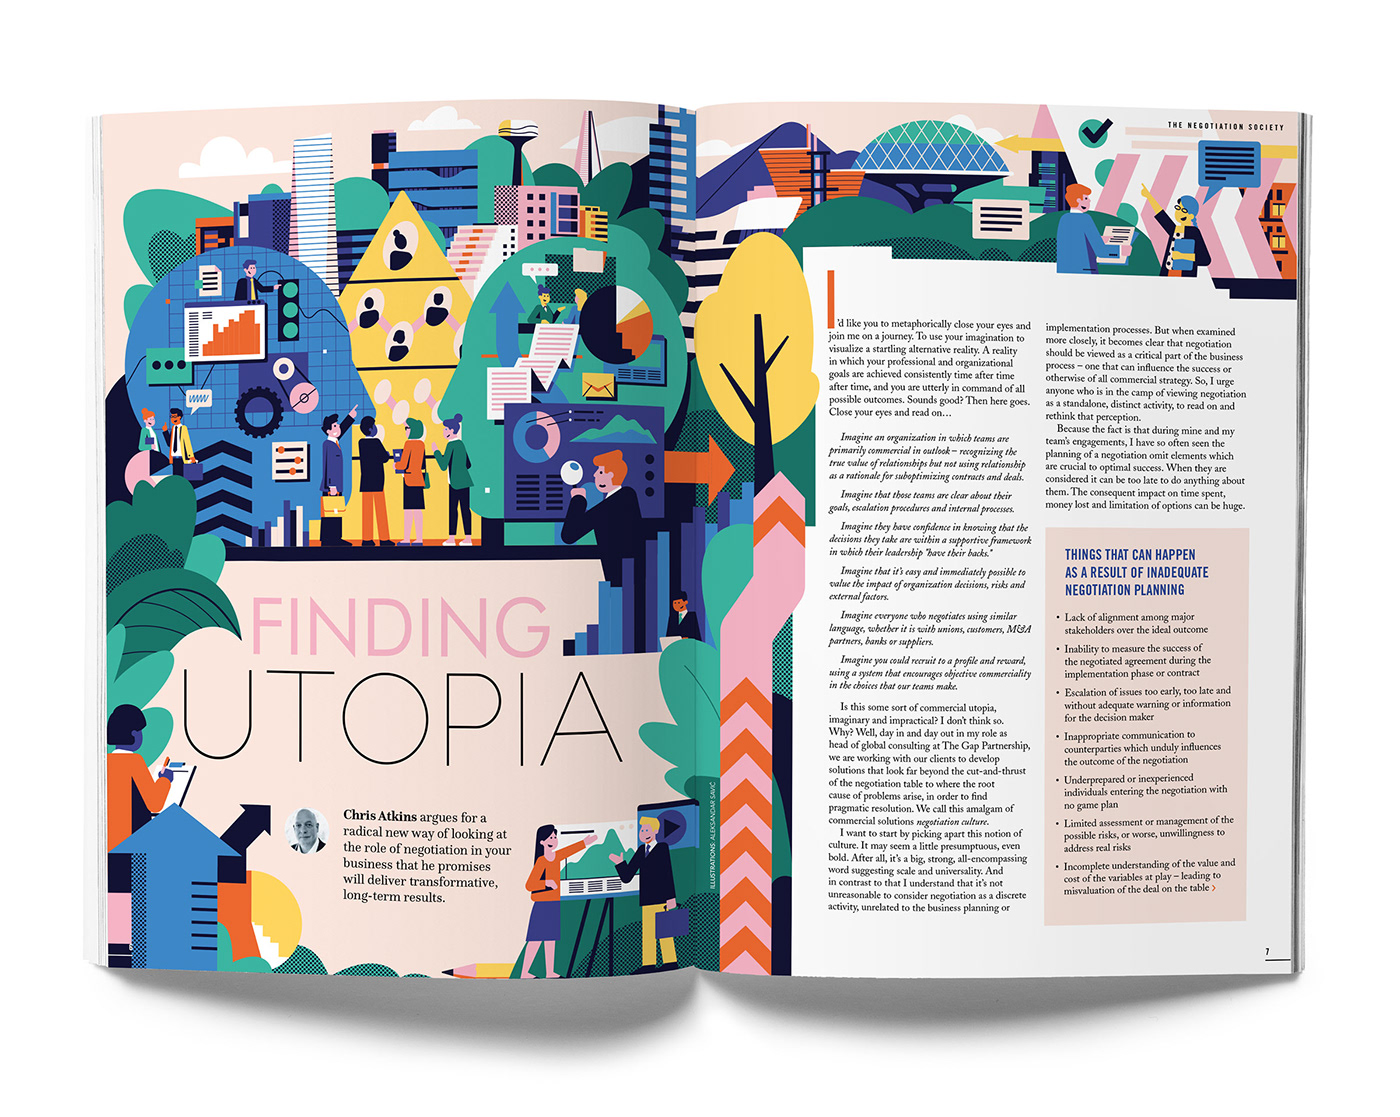 FINDING
UTOPIA
Chris Atkins argues for a
radical new way of looking at
the role of negotiation in your
business that he promises
will deliver transformative,
long-term results.
ILLUSTRATIONS: ALEKSANDAR SAVIĆ
THE NEGOTIATION SOCIETY
I'd like you to metaphorically close your eyes and
join me on a journey. To use your imagination to
visualize a startling alternative reality. A reality
in which your professional and organizational
goals are achieved consistently time after time
after time, and you are utterly in command of all
possible outcomes. Sounds good? Then here goes.
Close your eyes and read on…
Imagine an organization in which teams are
primarily commercial in outlook – recognizing the
true value of relationships but not using relationship
as a rationale for suboptimizing contracts and deals.
Imagine that those teams are clear about their
goals, escalation procedures and internal processes.
Imagine they have confidence in knowing that the
decisions they take are within a supportive framework
in which their leadership "have their backs."
Imagine that it's easy and immediately possible to
value the impact of organization decisions, risks and
external factors.
Imagine everyone who negotiates using similar
language, whether it is with unions, customers, M&A
partners, banks or suppliers.
Imagine you could recruit to a profile and reward,
using a system that encourages objective commerciality
in the choices that our teams make.
Is this some sort of commercial utopia,
imaginary and impractical? I don't think so.
Why? Well, day in and day out in my role as
head of global consulting at The Gap Partnership,
we are working with our clients to develop
solutions that look far beyond the cut-and-thrust
of the negotiation table to where the root
cause of problems arise, in order to find
pragmatic resolution. We call this amalgam of
commercial solutions negotiation culture.
I want to start by picking apart this notion of
culture. It may seem a little presumptuous, even
bold. After all, it's a big, strong, all-encompassing
word suggesting scale and universality. And
in contrast to that I understand that it's not
unreasonable to consider negotiation as a discrete
activity, unrelated to the business planning or
implementation processes. But when examined
more closely, it becomes clear that negotiation
should be viewed as a critical part of the business
process – one that can influence the success or
otherwise of all commercial strategy. So, I urge
anyone who is in the camp of viewing negotiation
as a standalone, distinct activity, to read on and
rethink that perception.
Because the fact is that during mine and my
team's engagements, I have so often seen the
planning of a negotiation omit elements which
are crucial to optimal success. When they are
considered it can be too late to do anything about
them. The consequent impact on time spent,
money lost and limitation of options can be huge.
THINGS THAT CAN HAPPEN
AS A RESULT OF INADEQUATE
NEGOTIATION PLANNING
• Lack of alignment among major
stakeholders over the ideal outcome
• Inability to measure the success of
the negotiated agreement during the
implementation phase or contract
• Escalation of issues too early, too late and
without adequate warning or information
for the decision maker
• Inappropriate communication to
counterparties which unduly influences
the outcome of the negotiation
• Underprepared or inexperienced
individuals entering the negotiation with
no game plan
• Limited assessment or management of the
possible risks, or worse, unwillingness to
address real risks
• Incomplete understanding of the value and
cost of the variables at play – leading to
misvaluation of the deal on the table ›
7